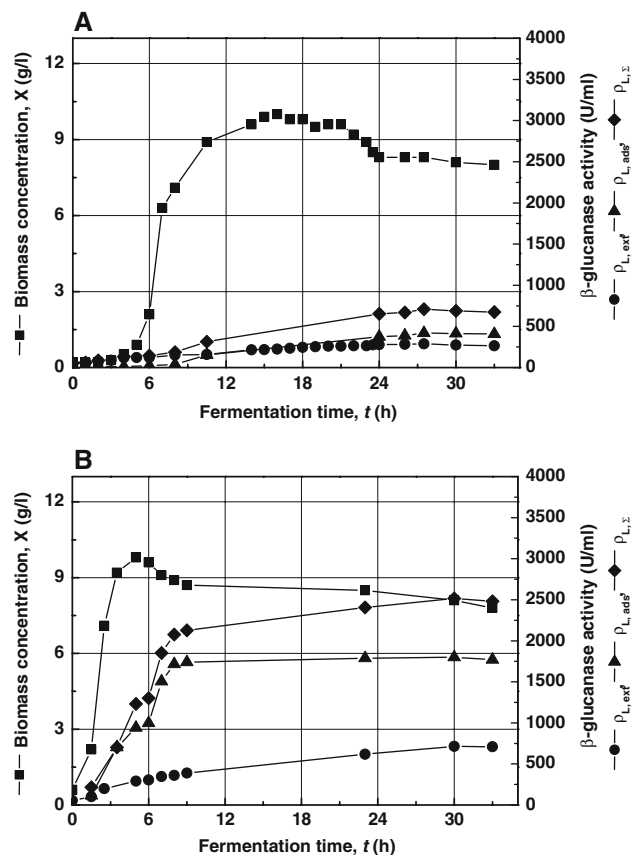 A
12
9
6
3
0
—■— Biomass concentration, X (g/l)
4000
3500
3000
2500
2000
1500
1000
500
0
β-glucanase activity (U/ml)
—●— ρL, ext, —▲— ρL, ads, —◆— ρL, Σ
0 6 12 18 24 30
Fermentation time, t (h)
B
12
9
6
3
0
—■— Biomass concentration, X (g/l)
4000
3500
3000
2500
2000
1500
1000
500
0
β-glucanase activity (U/ml)
—●— ρL, ext, —▲— ρL, ads, —◆— ρL, Σ
0 6 12 18 24 30
Fermentation time, t (h)